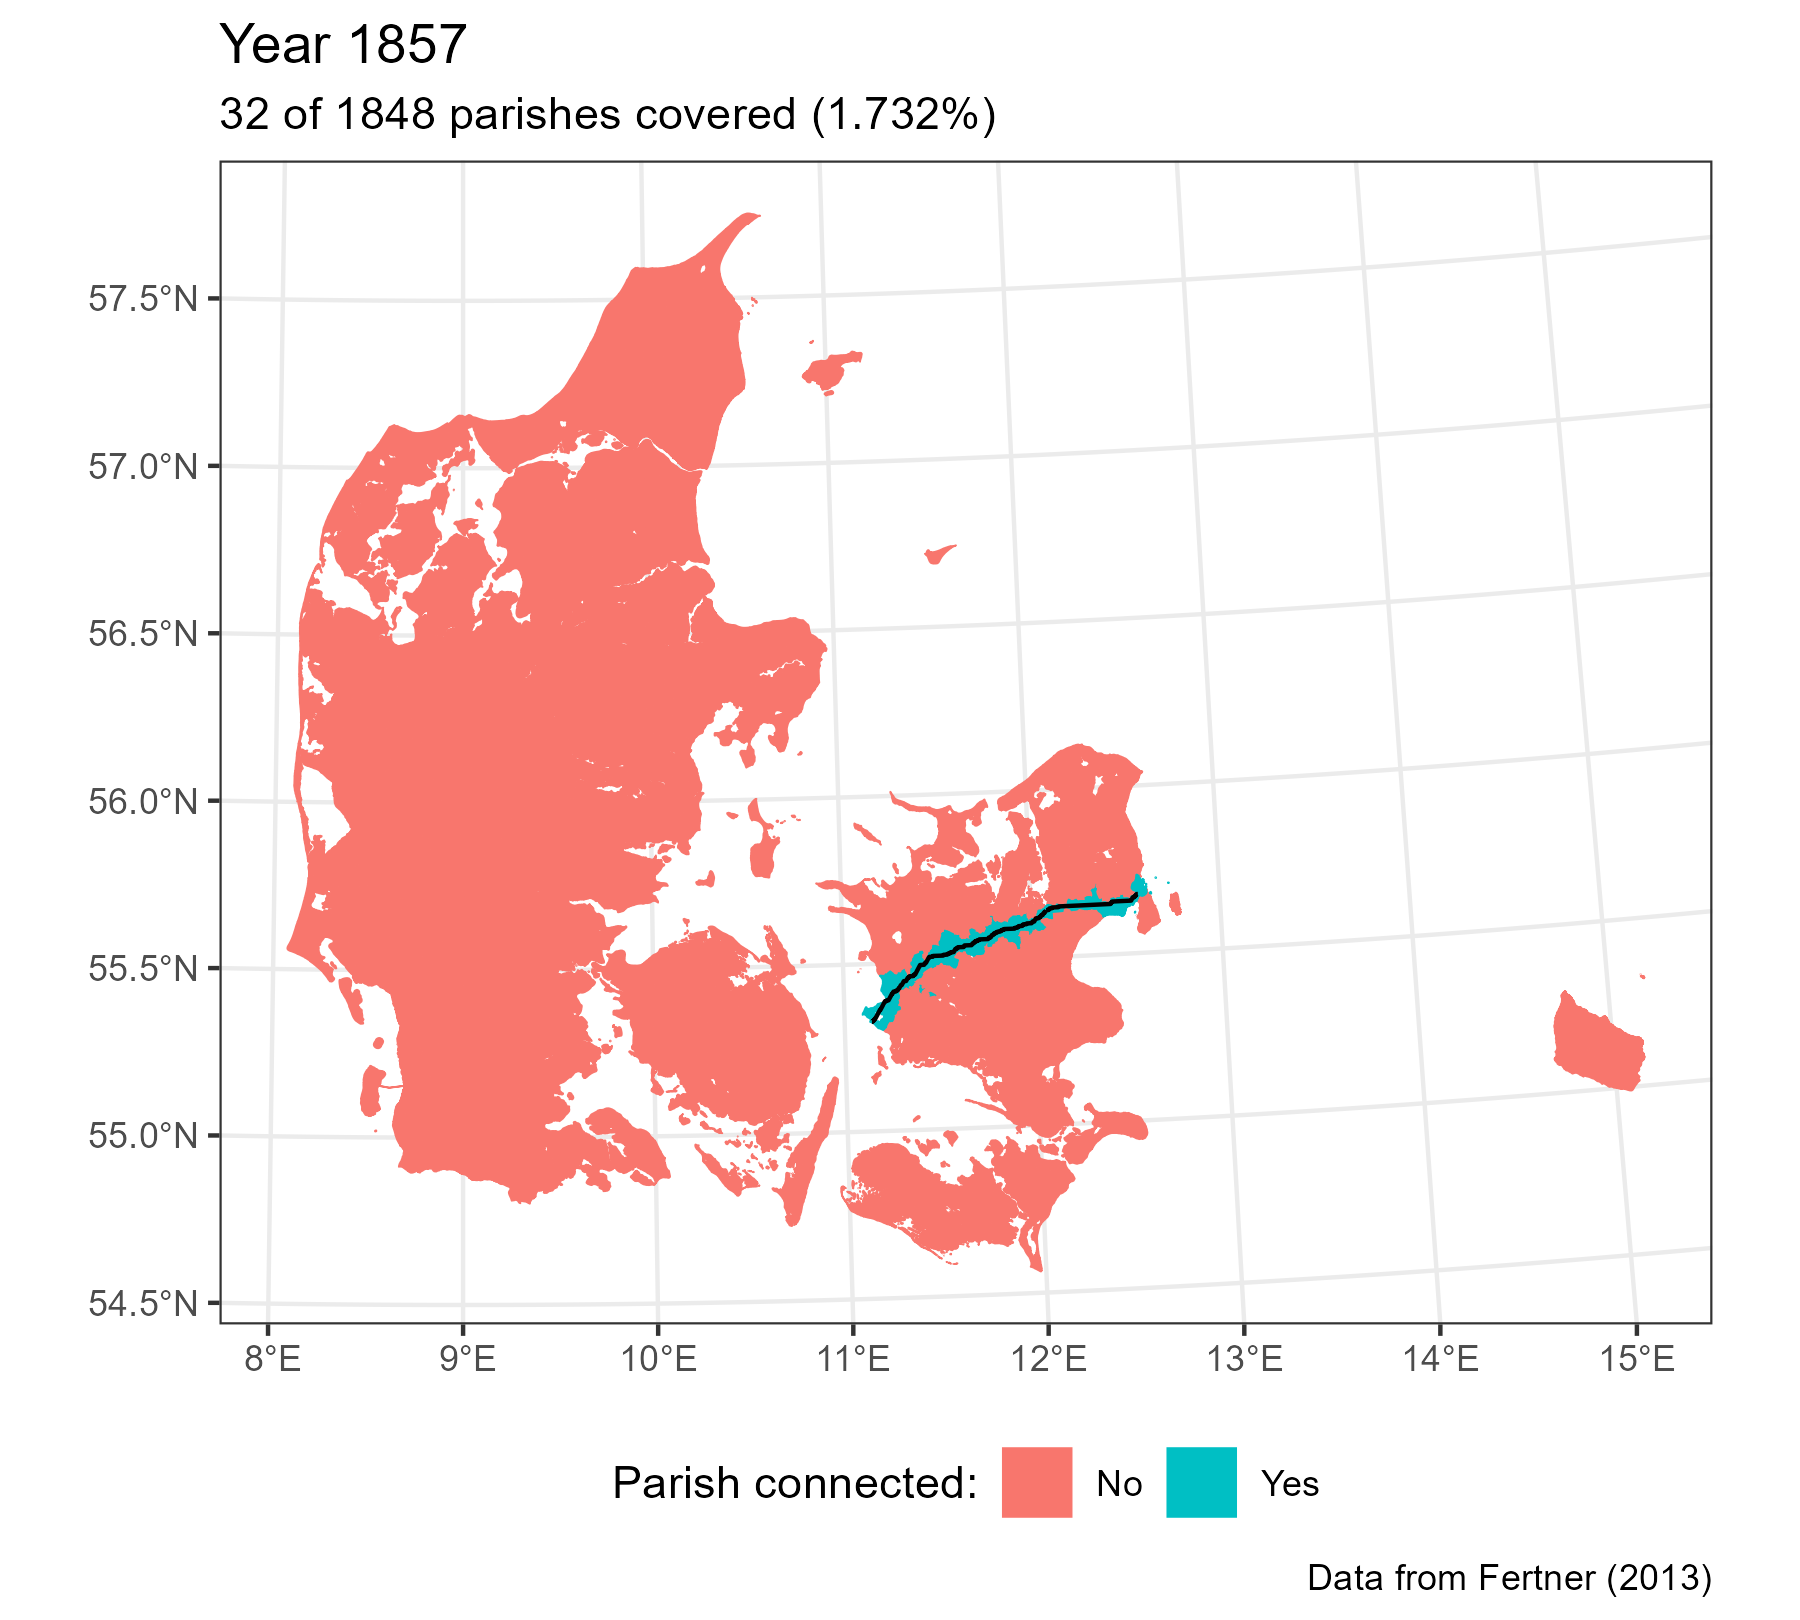 Year 1857
32 of 1848 parishes covered (1.732%)
57.5°N
57.0°N
56.5°N
56.0°N
55.5°N
55.0°N
54.5°N
8°E 9°E 10°E 11°E 12°E 13°E 14°E 15°E
Parish connected: No Yes
Data from Fertner (2013)